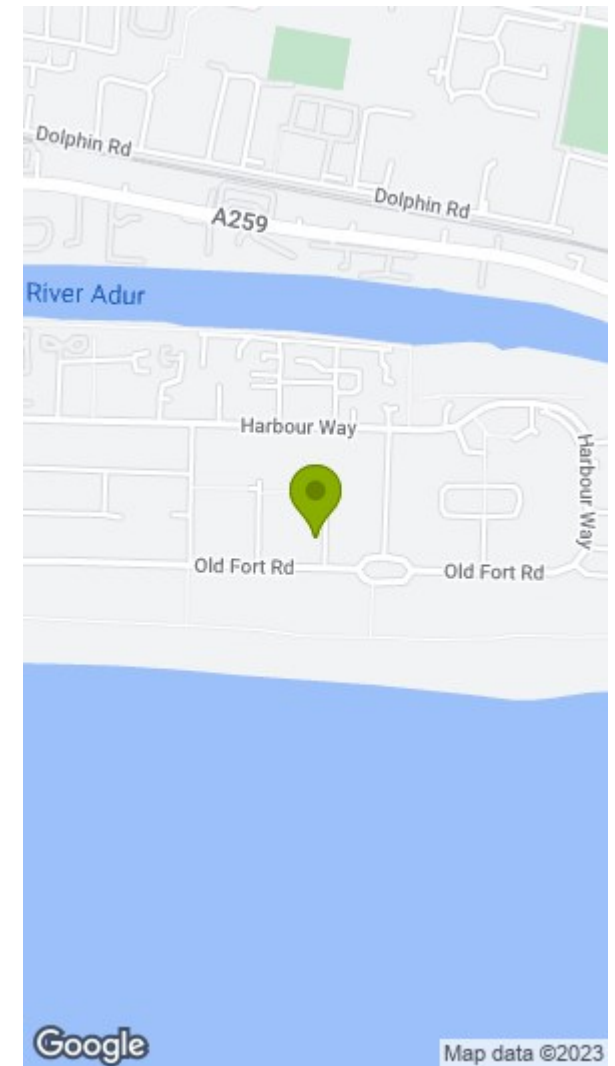 Dolphin Rd
Dolphin Rd
A259
River Adur
Harbour Way
Harbour Way
Old Fort Rd
Old Fort Rd
Google
Map data ©2023